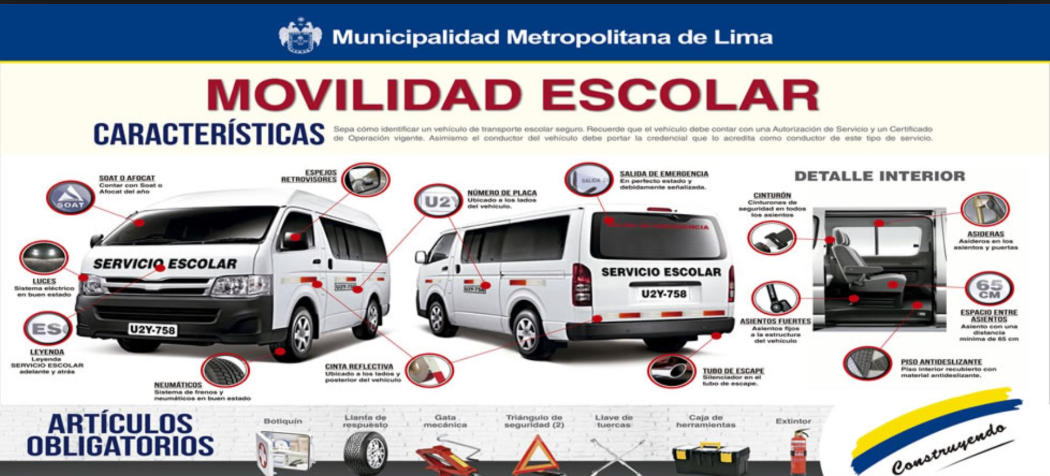 Municipalidad Metropolitana de Lima
MOVILIDAD ESCOLAR
CARACTERÍSTICAS
Sepa cómo identificar un vehículo de transporte escolar seguro. Recuerde que el vehículo debe contar con una Autorización de Servicio y un Certificado
de Operación vigente. Asimismo el conductor del vehículo debe portar la credencial que lo acredita como conductor de este tipo de servicio.
SOAT O AFOCAT
Contar con Soat o
Afocat del año
SOAT
ESPEJOS
RETROVISORES
LUCES
Sistema eléctrico
en buen estado
ES
LEYENDA
Leyenda
SERVICIO ESCOLAR
adelante y atrás
SERVICIO ESCOLAR
U2Y-758
U2Y-758
NEUMÁTICOS
Sistema de frenos y
neumáticos en buen estado
CINTA REFLECTIVA
Ubicado a los lados y
posterior del vehículo
U2Y
NÚMERO DE PLACA
Ubicado a los lados
del vehículo.
SALIDA
SALIDA DE EMERGENCIA
En perfecto estado y
debidamente señalizada.
SERVICIO ESCOLAR
U2Y-758
TUBO DE ESCAPE
Silenciador en el
tubo de escape.
DETALLE INTERIOR
CINTURÓN
Cinturones de
seguridad en todos
los asientos
ASIENTOS FUERTES
Asientos fijos
a la estructura
del vehículo
ASIDERAS
Asideros en los
asientos y puertas
65
CM
ESPACIO ENTRE
ASIENTOS
Asiento con una
distancia
mínima de 65 cm
PISO ANTIDESLIZANTE
Piso interior recubierto con
material antideslizante.
ARTÍCULOS
OBLIGATORIOS
Botiquín
Llanta de
respuesto
Gata
mecánica
Triángulo de
seguridad (2)
Llave de
tuercas
Caja de
herramientas
Extintor
Construyendo